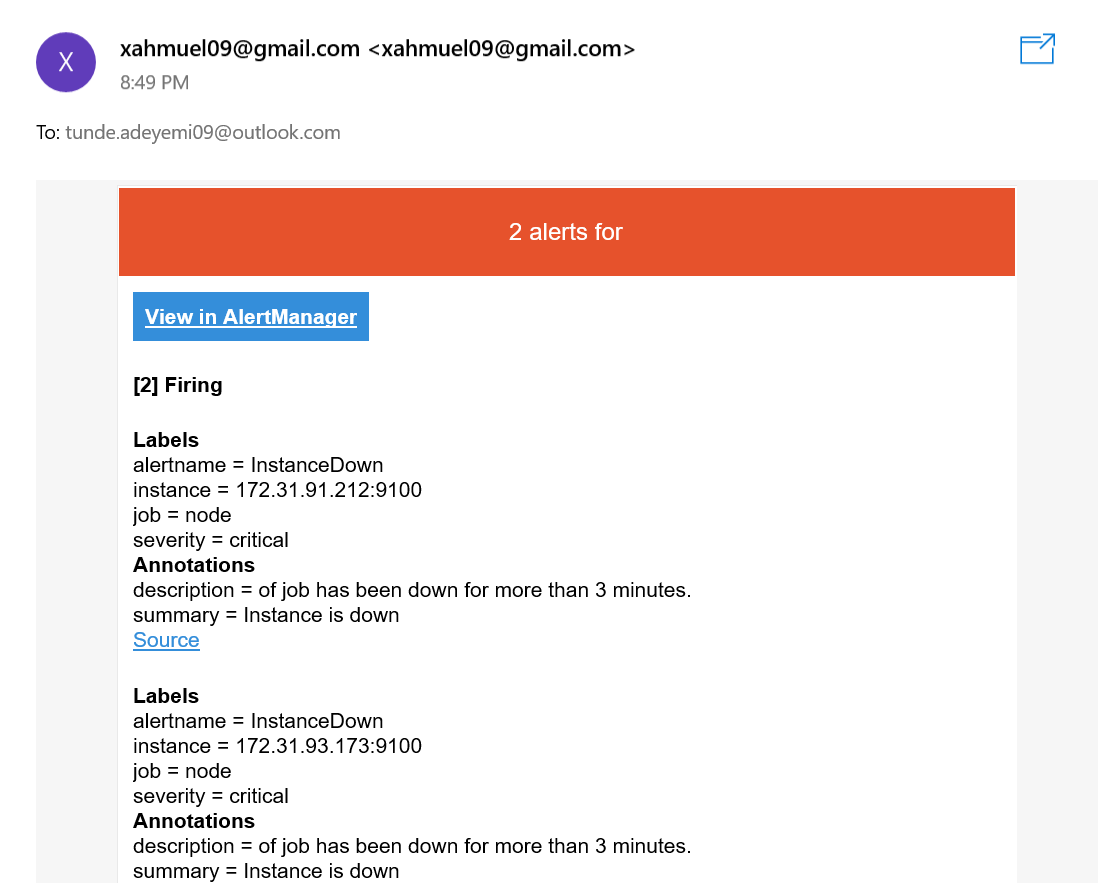 X
xahmuel09@gmail.com <xahmuel09@gmail.com>
8:49 PM
To: tunde.adeyemi09@outlook.com
2 alerts for
View in AlertManager
[2] Firing
Labels
alertname = InstanceDown
instance = 172.31.91.212:9100
job = node
severity = critical
Annotations
description = of job has been down for more than 3 minutes.
summary = Instance is down
Source
Labels
alertname = InstanceDown
instance = 172.31.93.173:9100
job = node
severity = critical
Annotations
description = of job has been down for more than 3 minutes.
summary = Instance is down